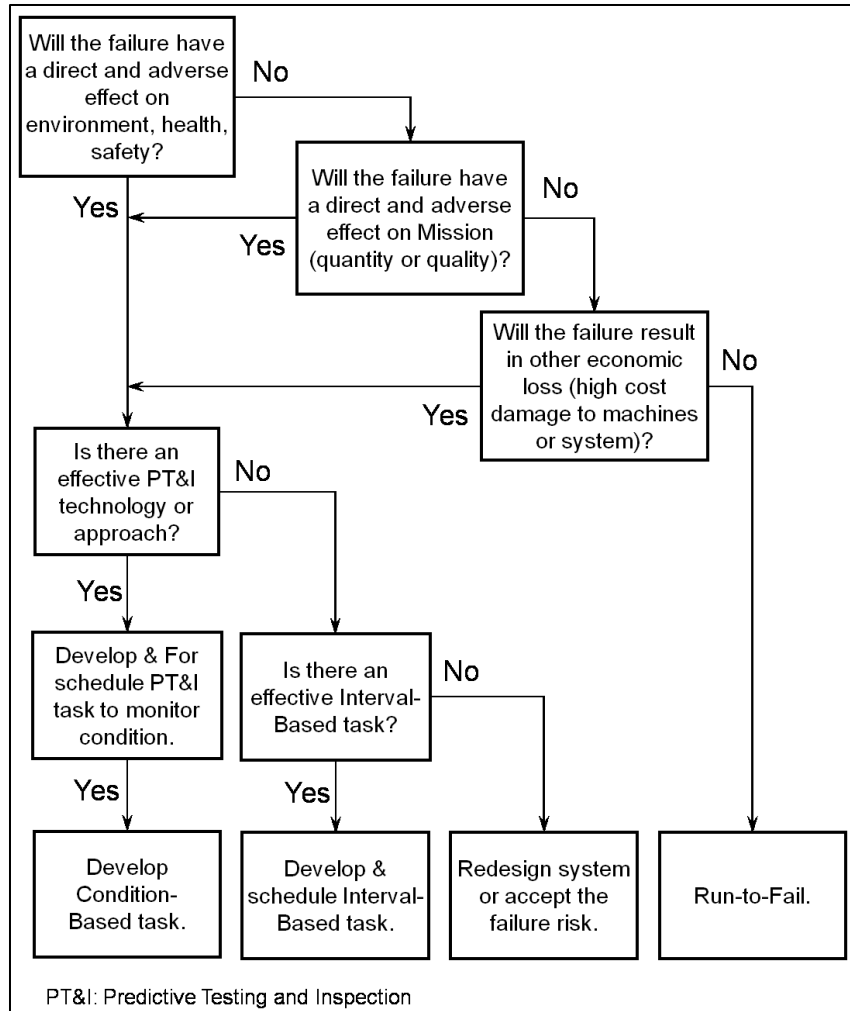 Will the failure have
a direct and adverse
effect on
environment, health,
safety?
No
Yes
Will the failure have
a direct and adverse
effect on Mission
(quantity or quality)?
No
Yes
Will the failure result
in other economic
loss (high cost
damage to machines
or system)?
No
Yes
Is there an
effective PT&I
technology or
approach?
No
Yes
Develop & For
schedule PT&I
task to monitor
condition.
Yes
Is there an
effective Interval-
Based task?
No
Yes
Develop
Condition-
Based task.
Develop &
schedule Interval-
Based task.
Redesign system
or accept the
failure risk.
Run-to-Fail.
PT&I: Predictive Testing and Inspection